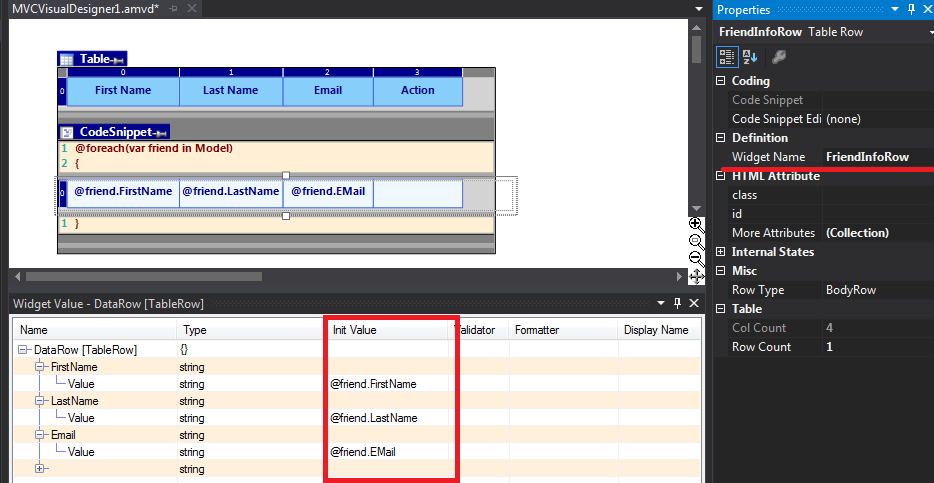 MVCVisualDesigner1.amvd*
Table
0 1 2 3
0 First Name Last Name Email Action
CodeSnippet
1 @foreach(var friend in Model)
2 {
0 @friend.FirstName @friend.LastName @friend.EMail
1 }
Widget Value - DataRow [TableRow]
Name Type Init Value Validator Formatter Display Name
DataRow [TableRow] {}
FirstName string
Value string @friend.FirstName
LastName string
Value string @friend.LastName
Email string
Value string @friend.EMail
string
Properties
FriendInfoRow Table Row
Coding
Code Snippet
Code Snippet Edi (none)
Definition
Widget Name FriendInfoRow
HTML Attribute
class
id
More Attributes (Collection)
Internal States
Misc
Row Type BodyRow
Table
Col Count 4
Row Count 1